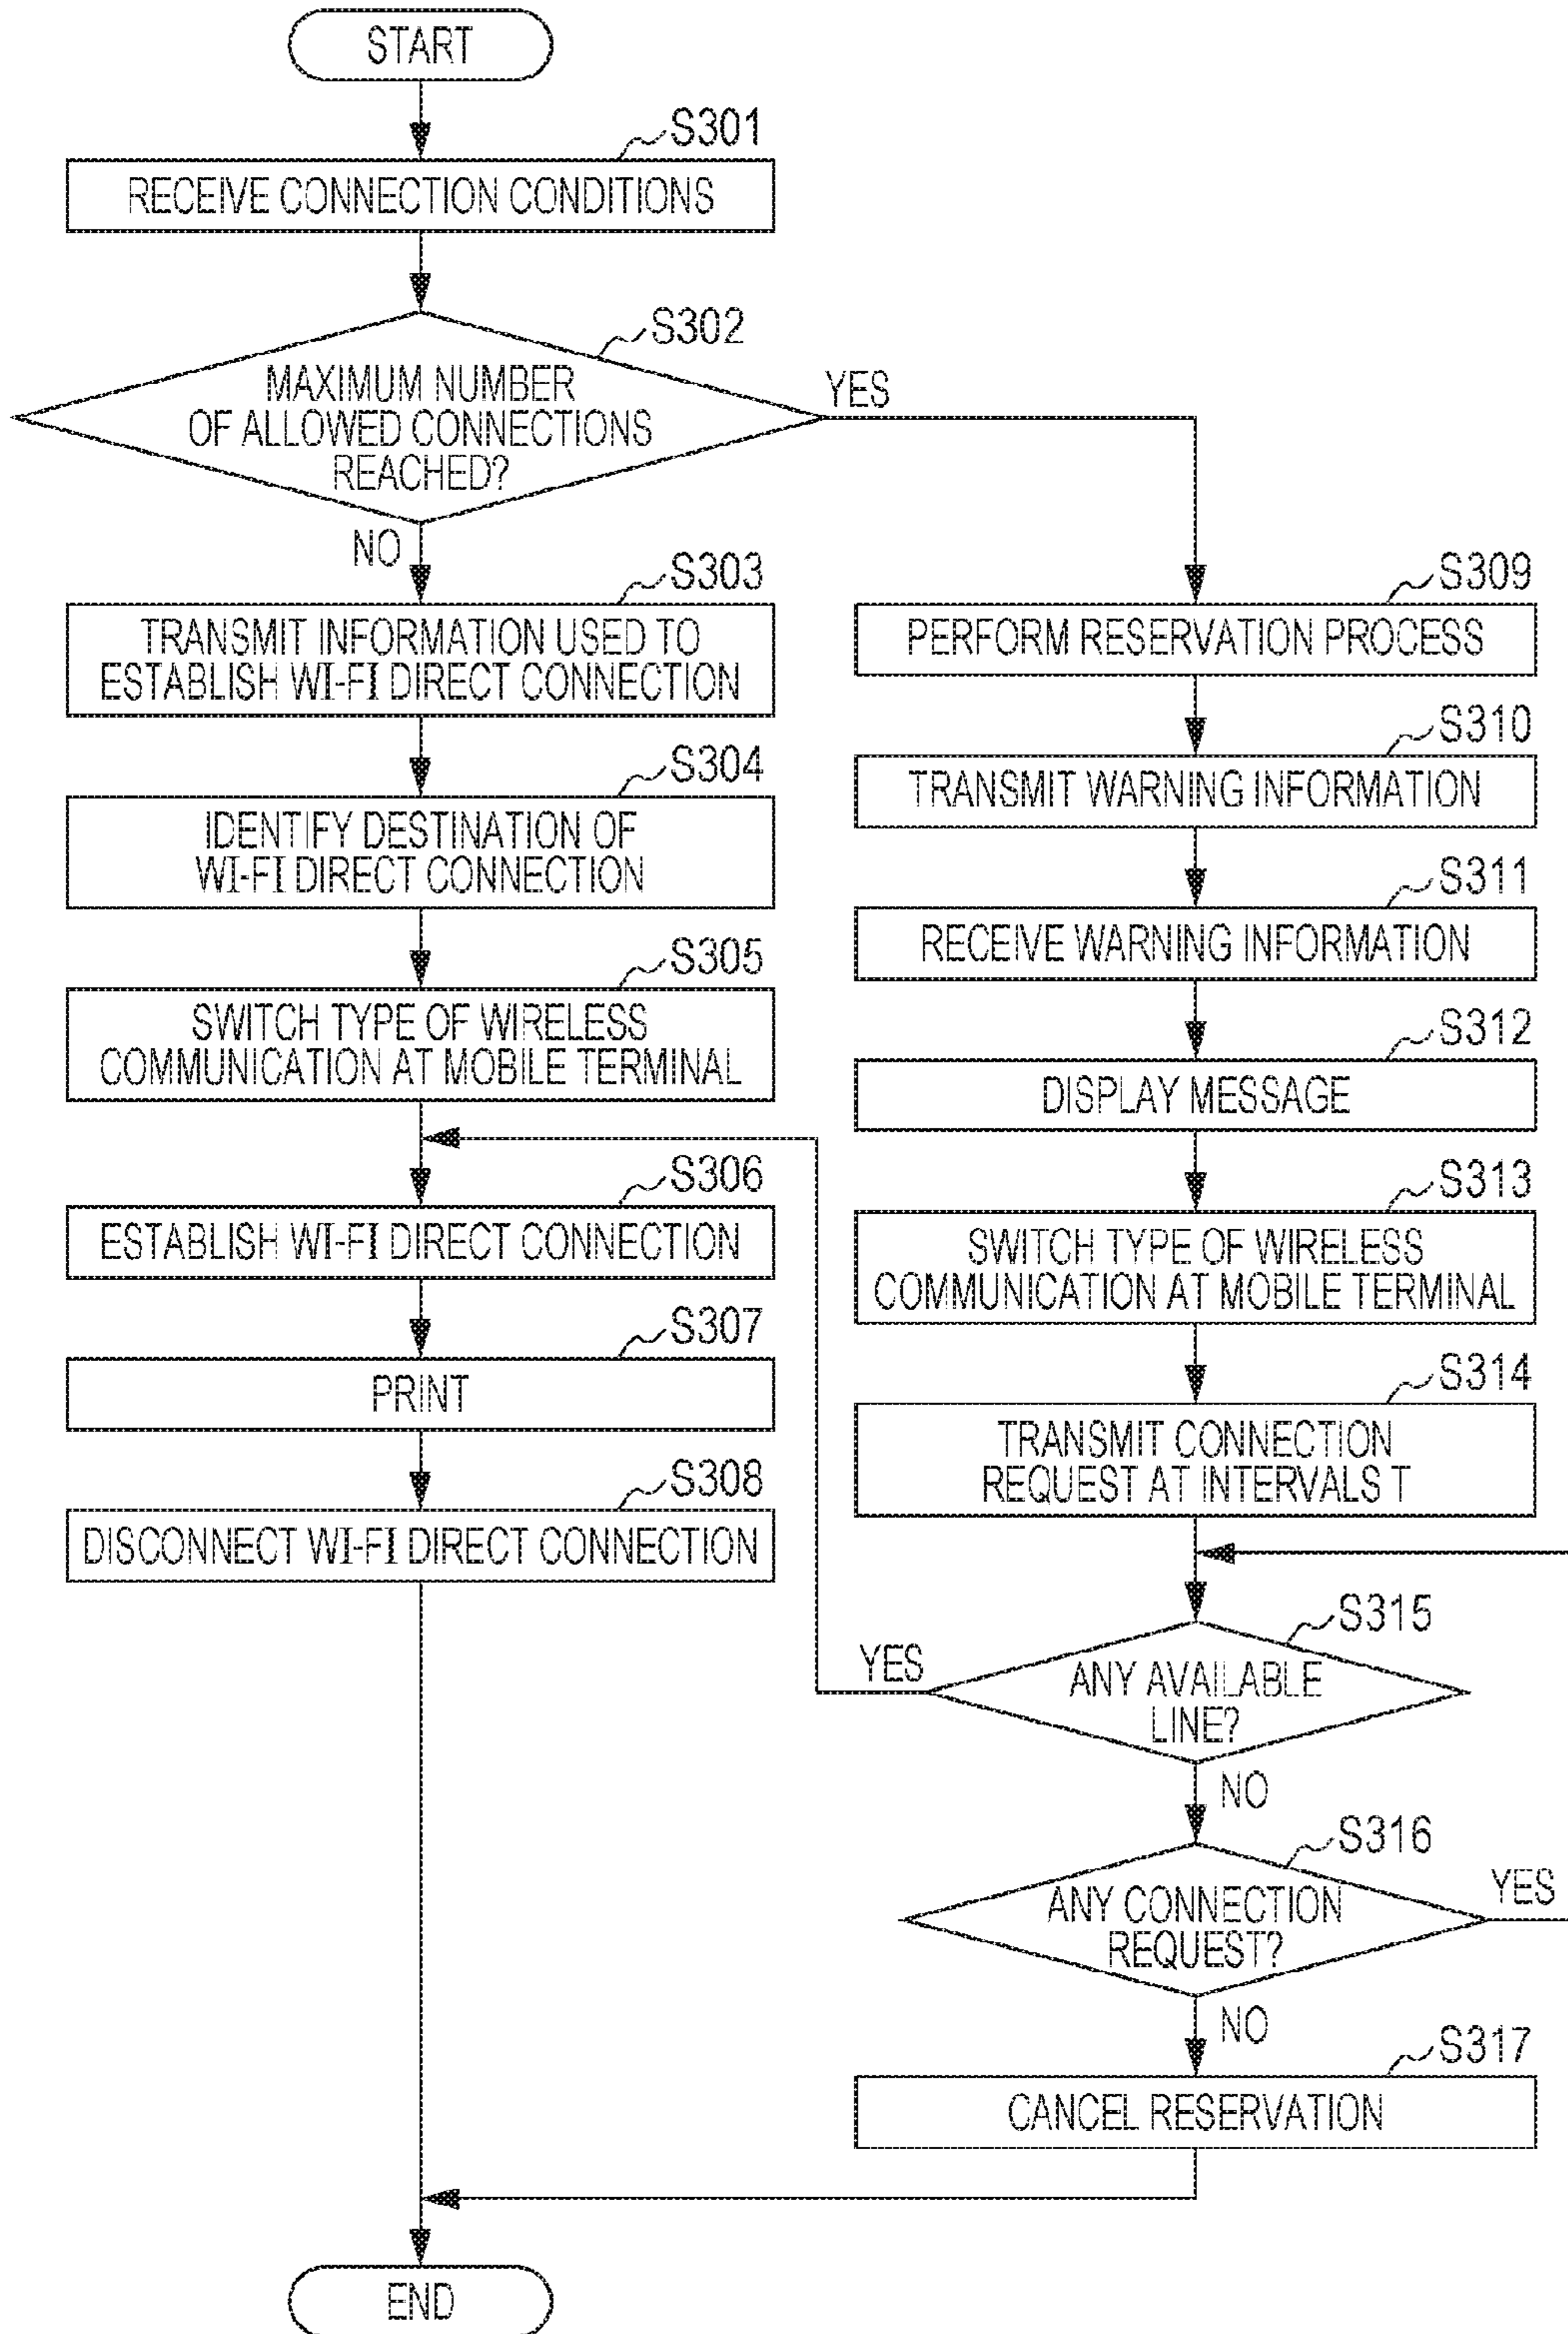 START
S301
RECEIVE CONNECTION CONDITIONS
S302
MAXIMUM NUMBER
OF ALLOWED CONNECTIONS
REACHED?
YES
NO
S303
TRANSMIT INFORMATION USED TO
ESTABLISH WI-FI DIRECT CONNECTION
S304
IDENTIFY DESTINATION OF
WI-FI DIRECT CONNECTION
S305
SWITCH TYPE OF WIRELESS
COMMUNICATION AT MOBILE TERMINAL
S306
ESTABLISH WI-FI DIRECT CONNECTION
S307
PRINT
S308
DISCONNECT WI-FI DIRECT CONNECTION
S309
PERFORM RESERVATION PROCESS
S310
TRANSMIT WARNING INFORMATION
S311
RECEIVE WARNING INFORMATION
S312
DISPLAY MESSAGE
S313
SWITCH TYPE OF WIRELESS
COMMUNICATION AT MOBILE TERMINAL
S314
TRANSMIT CONNECTION
REQUEST AT INTERVALS T
S315
YES
ANY AVAILABLE
LINE?
NO
S316
YES
ANY CONNECTION
REQUEST?
NO
S317
CANCEL RESERVATION
END